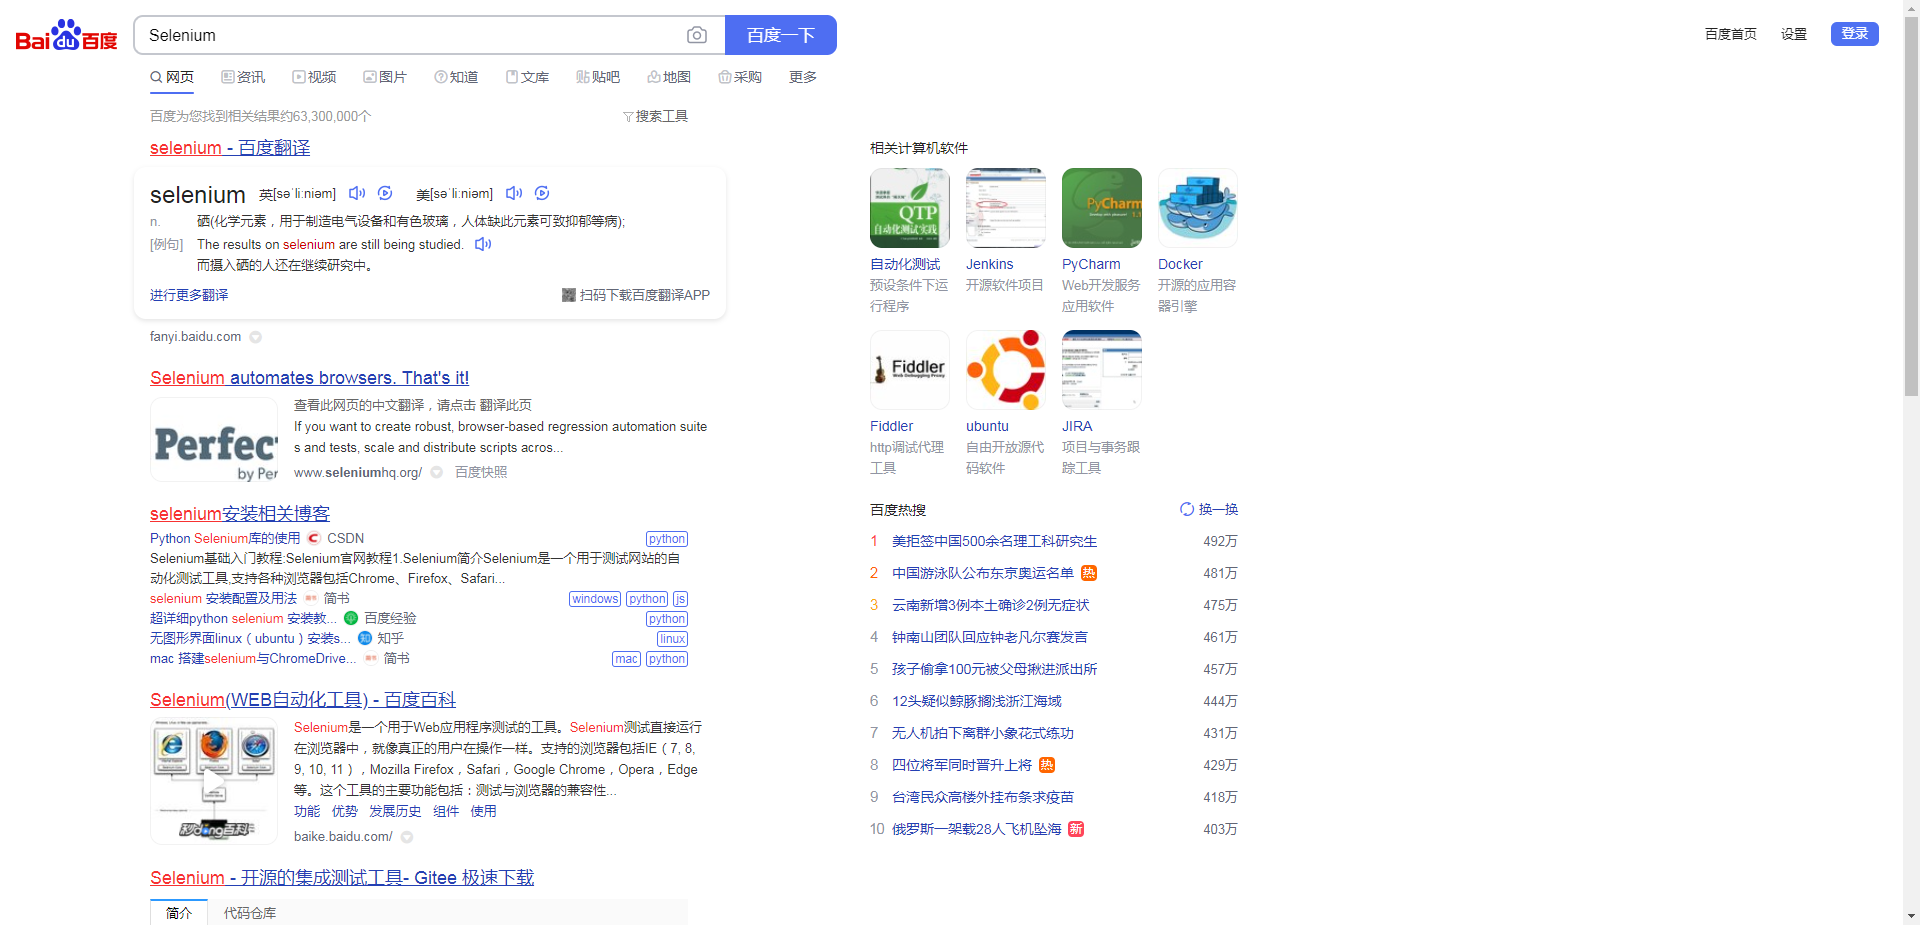 Bai du 百度
Selenium
百度一下
百度首页 设置 登录
网页 资讯 视频 图片 知道 文库 贴吧 地图 采购 更多
百度为您找到相关结果约63,300,000个
搜索工具
selenium - 百度翻译
selenium 英[səˈliːniəm] 美[səˈliːniəm]
n. 硒(化学元素，用于制造电气设备和有色玻璃，人体缺此元素可致抑郁等病);
[例句] The results on selenium are still being studied.
而摄入硒的人还在继续研究中。
进行更多翻译
扫码下载百度翻译APP
fanyi.baidu.com
Selenium automates browsers. That's it!
Perfec
by Per
查看此网页的中文翻译，请点击 翻译此页
If you want to create robust, browser-based regression automation suite
s and tests, scale and distribute scripts acros...
www.seleniumhq.org/ 百度快照
selenium安装相关博客
Python Selenium库的使用 CSDN python
Selenium基础入门教程:Selenium官网教程1.Selenium简介Selenium是一个用于测试网站的自
动化测试工具,支持各种浏览器包括Chrome、Firefox、Safari...
selenium 安装配置及用法 简书 windows python js
超详细python selenium 安装教... 百度经验 python
无图形界面linux（ubuntu）安装s... 知乎 linux
mac 搭建selenium与ChromeDrive... 简书 mac python
Selenium(WEB自动化工具) - 百度百科
秒dong百科
Selenium是一个用于Web应用程序测试的工具。Selenium测试直接运行
在浏览器中，就像真正的用户在操作一样。支持的浏览器包括IE（7, 8,
9, 10, 11），Mozilla Firefox，Safari，Google Chrome，Opera，Edge
等。这个工具的主要功能包括：测试与浏览器的兼容性...
功能 优势 发展历史 组件 使用
baike.baidu.com/
Selenium - 开源的集成测试工具- Gitee 极速下载
简介 代码仓库
相关计算机软件
QTP
自动化测试实践
PyCharm
自动化测试 Jenkins PyCharm Docker
预设条件下运 开源软件项目 Web开发服务 开源的应用容
行程序 应用软件 器引擎
Fiddler
Web Debugging Proxy
Fiddler ubuntu JIRA
http调试代理 自由开放源代 项目与事务跟
工具 码软件 踪工具
百度热搜 换一换
1 美拒签中国500余名理工科研究生 492万
2 中国游泳队公布东京奥运名单 热 481万
3 云南新增3例本土确诊2例无症状 475万
4 钟南山团队回应钟老凡尔赛发言 461万
5 孩子偷拿100元被父母揪进派出所 457万
6 12头疑似鲸豚搁浅浙江海域 444万
7 无人机拍下离群小象花式练功 431万
8 四位将军同时晋升上将 热 429万
9 台湾民众高楼外挂布条求疫苗 418万
10 俄罗斯一架载28人飞机坠海 新 403万